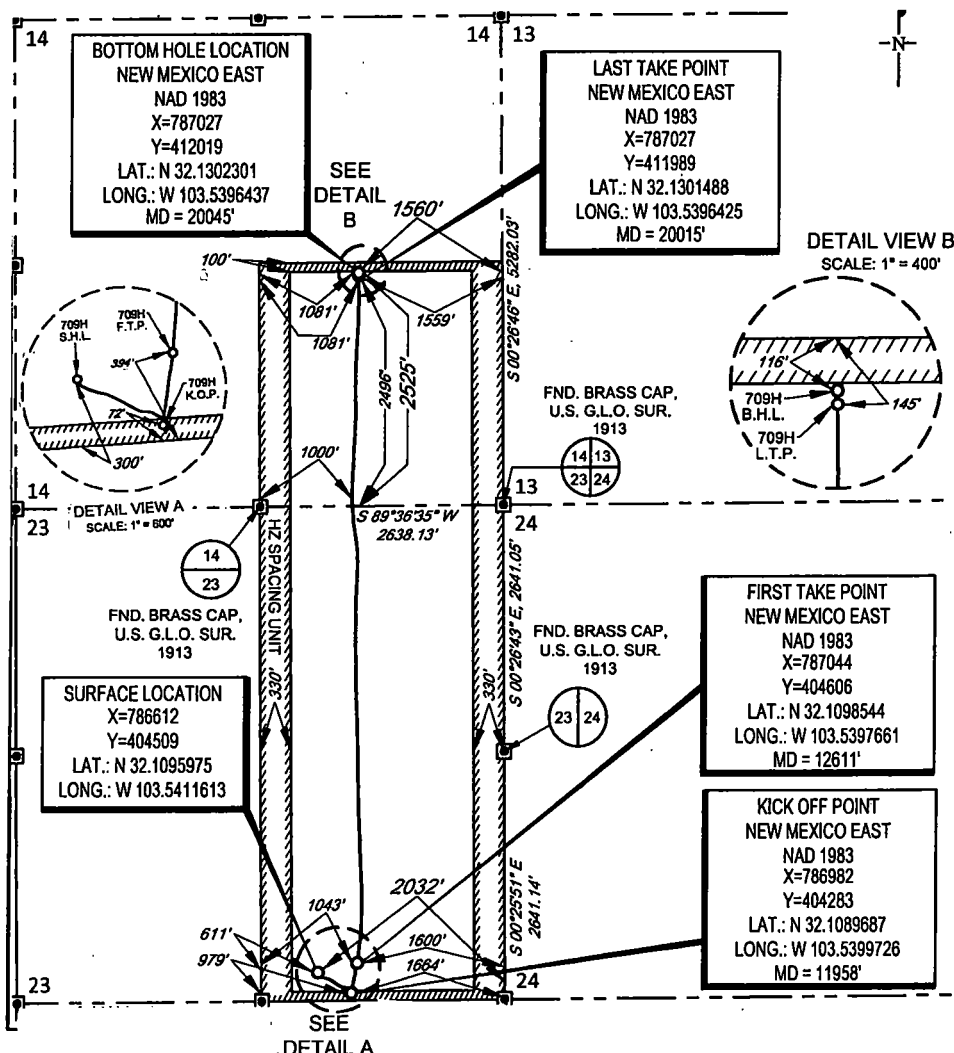 14
14
13
N
BOTTOM HOLE LOCATION
NEW MEXICO EAST
NAD 1983
X=787027
Y=412019
LAT.: N 32.1302301
LONG.: W 103.5396437
MD = 20045'
LAST TAKE POINT
NEW MEXICO EAST
NAD 1983
X=787027
Y=411989
LAT.: N 32.1301488
LONG.: W 103.5396425
MD = 20015'
SEE
DETAIL
B
1560'
100'
1081'
1081'
1559'
2496'
2525'
S 00°26'46" E, 5282.03'
DETAIL VIEW B
SCALE: 1" = 400'
116'
145'
709H
B.H.L.
709H
L.T.P.
709H
S.H.L.
709H
F.T.P.
394'
709H
K.O.P.
72'
300'
DETAIL VIEW A
SCALE: 1" = 600'
FND. BRASS CAP,
U.S. G.L.O. SUR.
1913
14 13
23 24
14
23
1000'
13
24
S 89°36'35" W
2638.13'
14
23
FND. BRASS CAP,
U.S. G.L.O. SUR.
1913
HZ SPACING UNIT
330'
330'
S 00°26'43" E, 2641.05'
FND. BRASS CAP,
U.S. G.L.O. SUR.
1913
23 24
FIRST TAKE POINT
NEW MEXICO EAST
NAD 1983
X=787044
Y=404606
LAT.: N 32.1098544
LONG.: W 103.5397661
MD = 12611'
SURFACE LOCATION
X=786612
Y=404509
LAT.: N 32.1095975
LONG.: W 103.5411613
KICK OFF POINT
NEW MEXICO EAST
NAD 1983
X=786982
Y=404283
LAT.: N 32.1089687
LONG.: W 103.5399726
MD = 11958'
S 00°25'51" E
2641.14'
1043'
2032'
611'
979'
1600'
1664'
23
24
SEE
DETAIL A